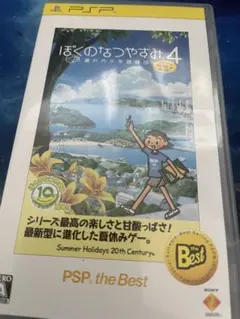 PSP
ぼくのなつやすみ4
瀬戸内少年探偵団
シリーズ最高の楽しさと甘酸っぱさ!
最新型に進化した夏休みゲー。
Summer Holidays 20th Century
PSP® the Best
the Best
SONY
A